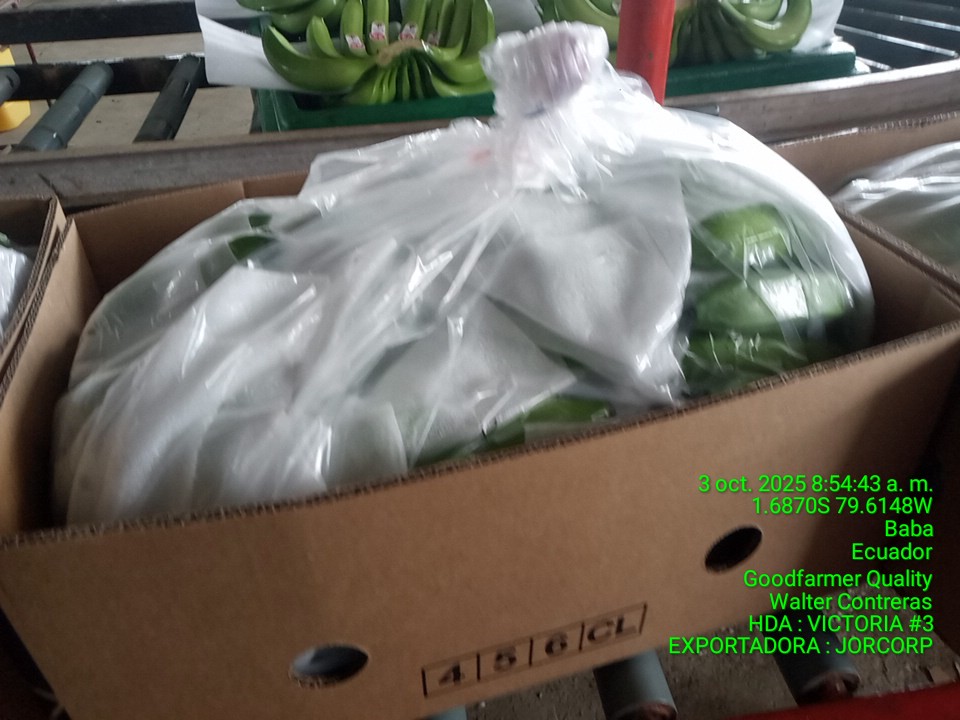 3 oct. 2025 8:54:43 a. m.
1.6870S 79.6148W
Baba
Ecuador
Goodfarmer Quality
Walter Contreras
HDA : VICTORIA #3
EXPORTADORA : JORCORP
4 5 6 CL